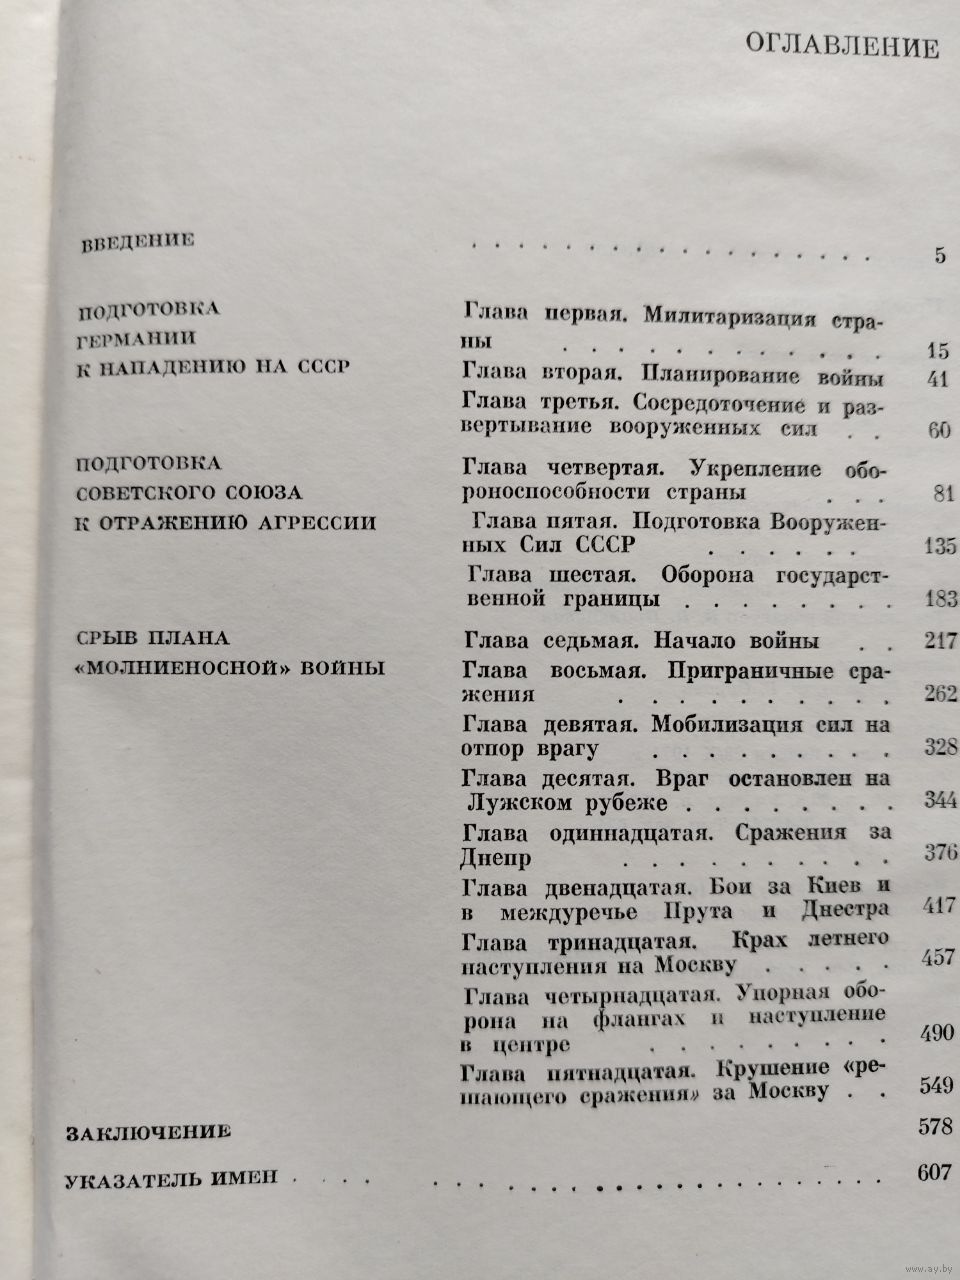 ОГЛАВЛЕНИЕ
ВВЕДЕНИЕ . . . . . . . . . . . . . . . . . . 5
ПОДГОТОВКА
ГЕРМАНИИ
К НАПАДЕНИЮ НА СССР
Глава первая. Милитаризация стра-
ны . . . . . . . . . . . . 15
Глава вторая. Планирование войны 41
Глава третья. Сосредоточение и раз-
вертывание вооруженных сил . . 60
ПОДГОТОВКА
СОВЕТСКОГО СОЮЗА
К ОТРАЖЕНИЮ АГРЕССИИ
Глава четвертая. Укрепление обо-
роноспособности страны . . . 81
Глава пятая. Подготовка Вооружен-
ных Сил СССР . . . . . . 135
Глава шестая. Оборона государст-
венной границы . . . . . . . . 183
СРЫВ ПЛАНА
«МОЛНИЕНОСНОЙ» ВОЙНЫ
Глава седьмая. Начало войны . . 217
Глава восьмая. Приграничные сра-
жения . . . . . . . . . . 262
Глава девятая. Мобилизация сил на
отпор врагу . . . . . . . . . 328
Глава десятая. Враг остановлен на
Лужском рубеже . . . . . . . . 344
Глава одиннадцатая. Сражения за
Днепр . . . . . . . . . . 376
Глава двенадцатая. Бои за Киев и
в междуречье Прута и Днестра 417
Глава тринадцатая. Крах летнего
наступления на Москву . . . . . 457
Глава четырнадцатая. Упорная обо-
рона на флангах и наступление
в центре . . . . . . . . . 490
Глава пятнадцатая. Крушение «ре-
шающего сражения» за Москву . . 549
ЗАКЛЮЧЕНИЕ 578
УКАЗАТЕЛЬ ИМЕН . . . . . . . . . . . . . . . . . . . . . 607
www.ay.by